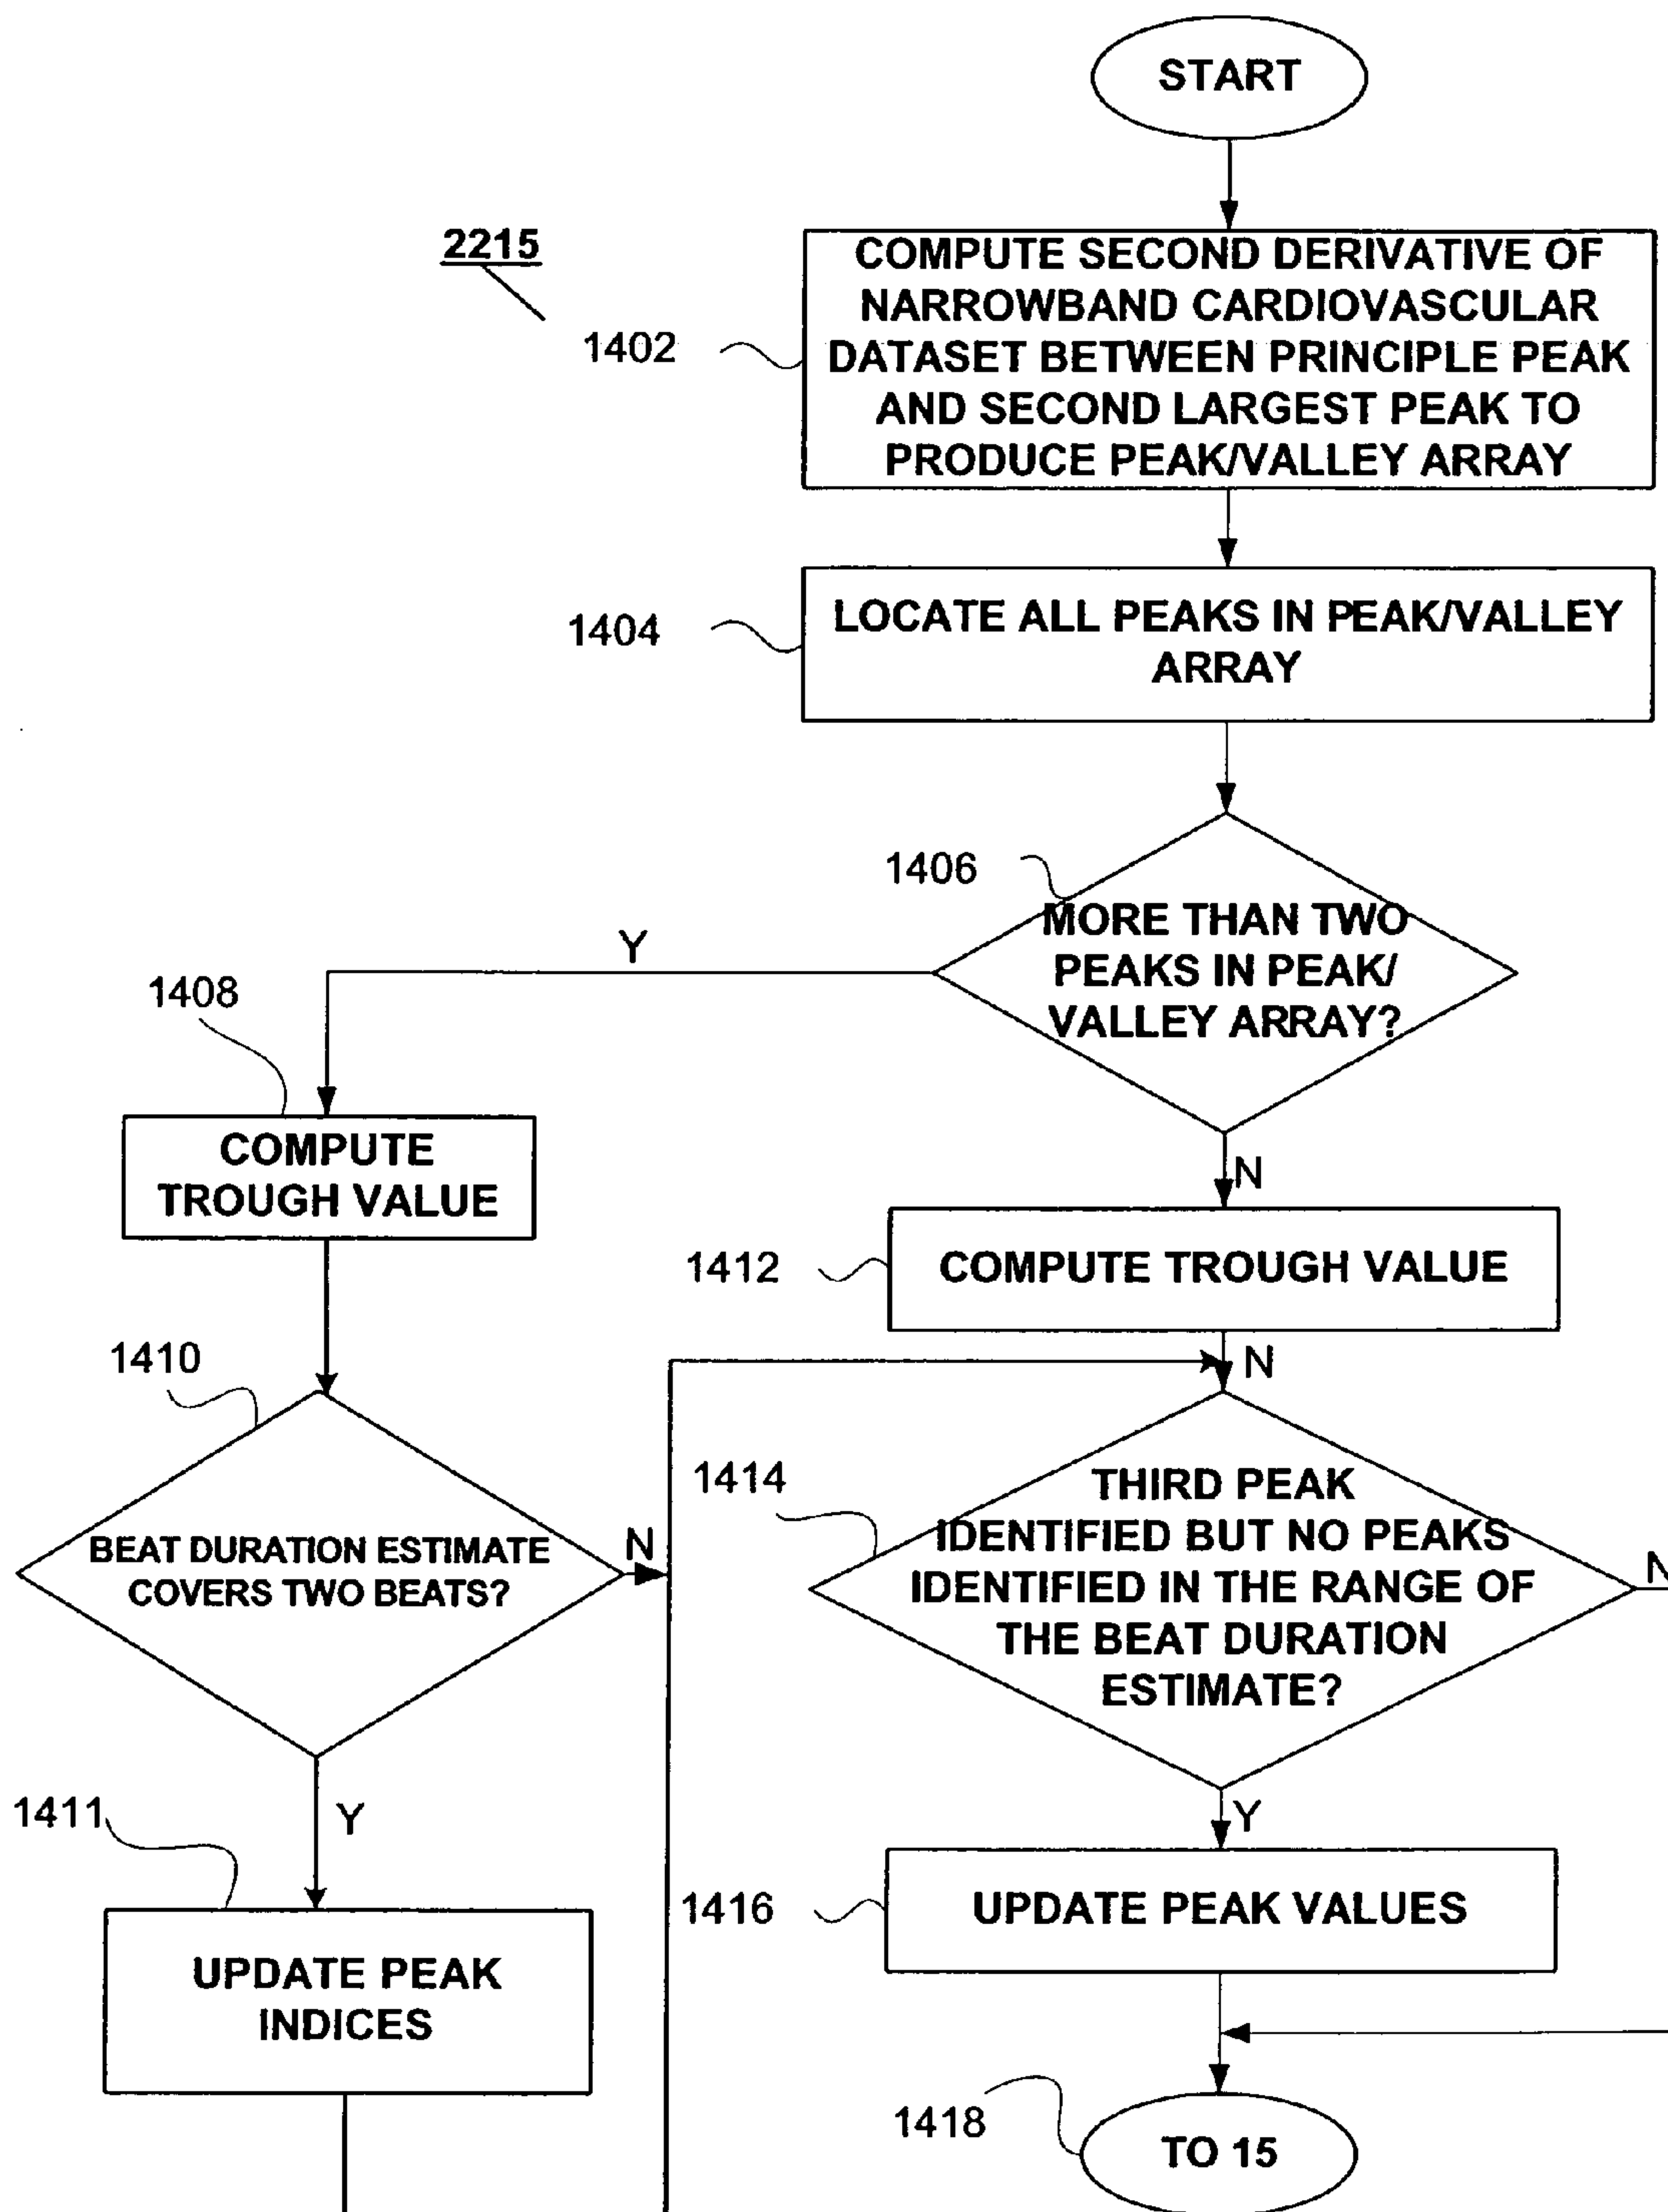 START
2215
1402
COMPUTE SECOND DERIVATIVE OF
NARROWBAND CARDIOVASCULAR
DATASET BETWEEN PRINCIPLE PEAK
AND SECOND LARGEST PEAK TO
PRODUCE PEAK/VALLEY ARRAY
1404
LOCATE ALL PEAKS IN PEAK/VALLEY
ARRAY
1406
MORE THAN TWO
PEAKS IN PEAK/
VALLEY ARRAY?
Y
N
1408
COMPUTE
TROUGH VALUE
1412
COMPUTE TROUGH VALUE
N
1410
BEAT DURATION ESTIMATE
COVERS TWO BEATS?
N
Y
1414
THIRD PEAK
IDENTIFIED BUT NO PEAKS
IDENTIFIED IN THE RANGE OF
THE BEAT DURATION
ESTIMATE?
N
Y
1411
UPDATE PEAK
INDICES
1416
UPDATE PEAK VALUES
1418
TO 15